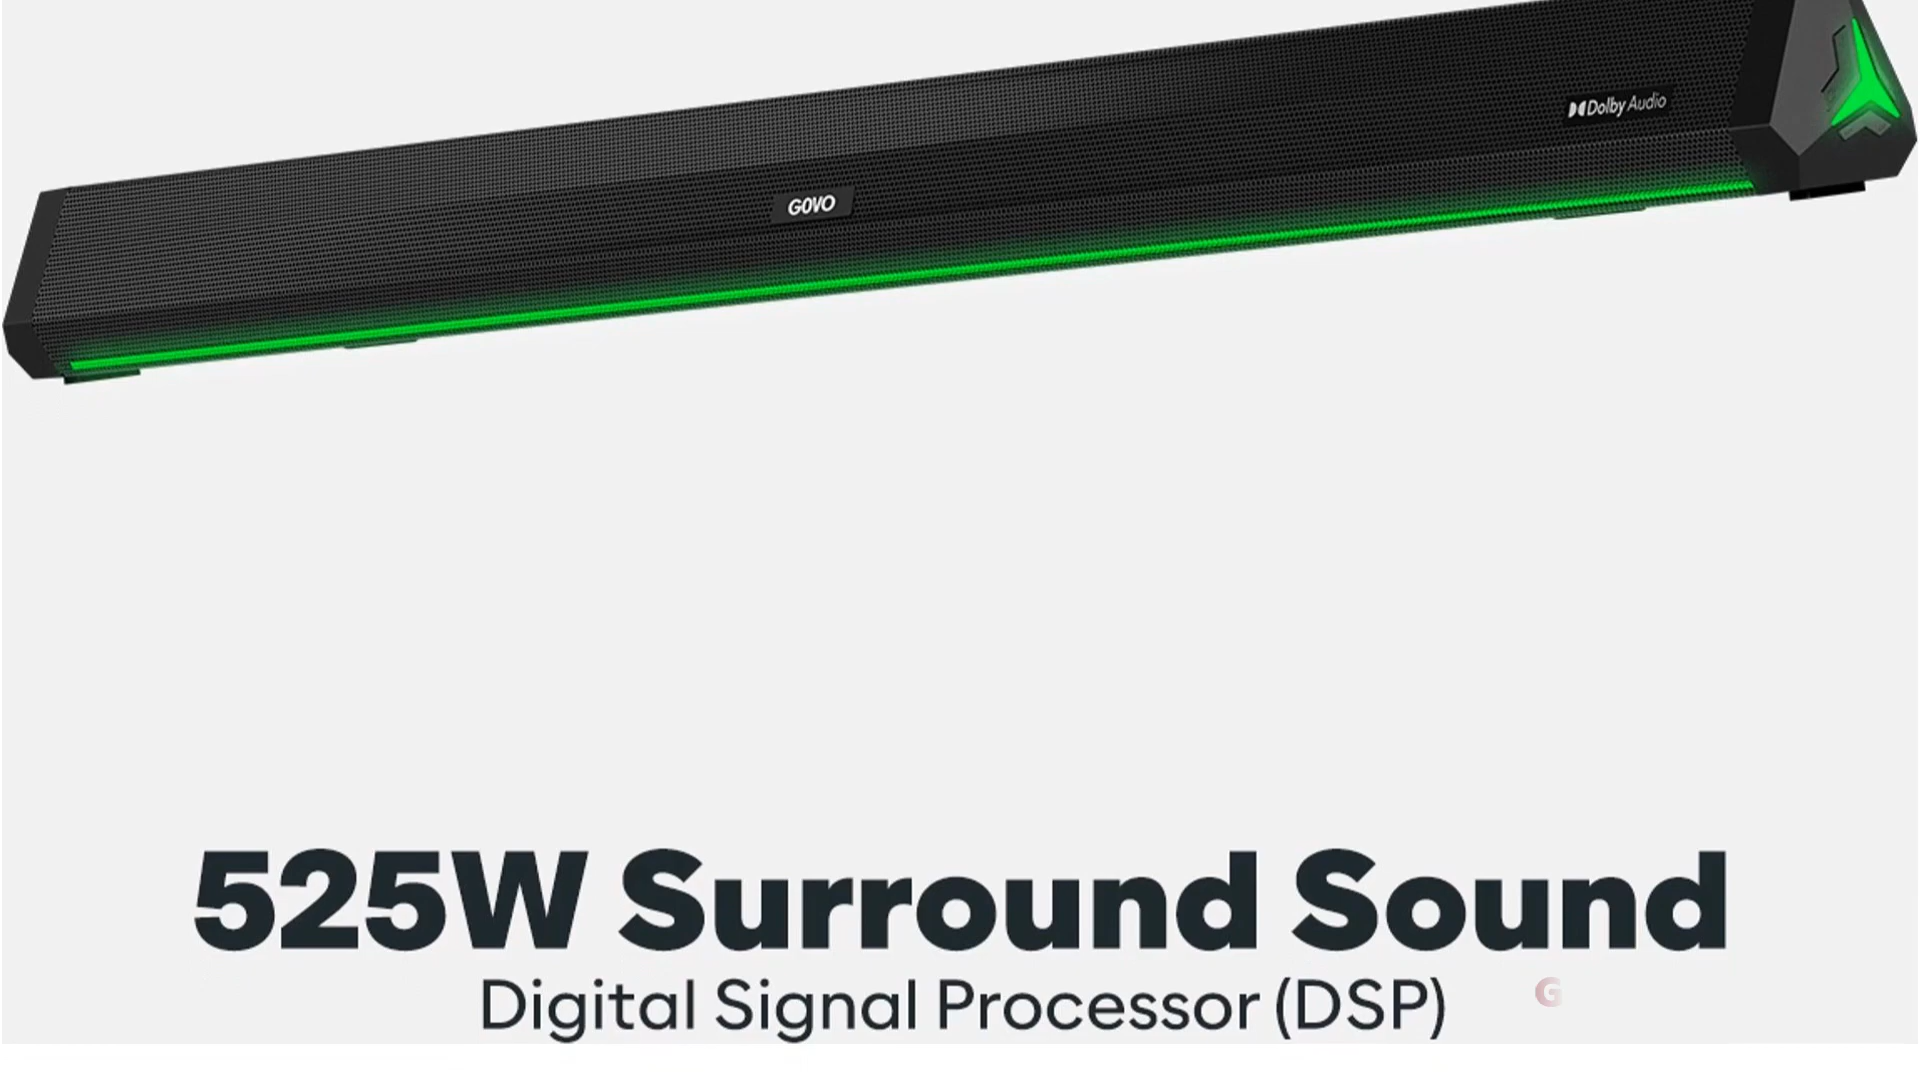 Dolby Audio
GOVO
525W Surround Sound
Digital Signal Processor (DSP)
G